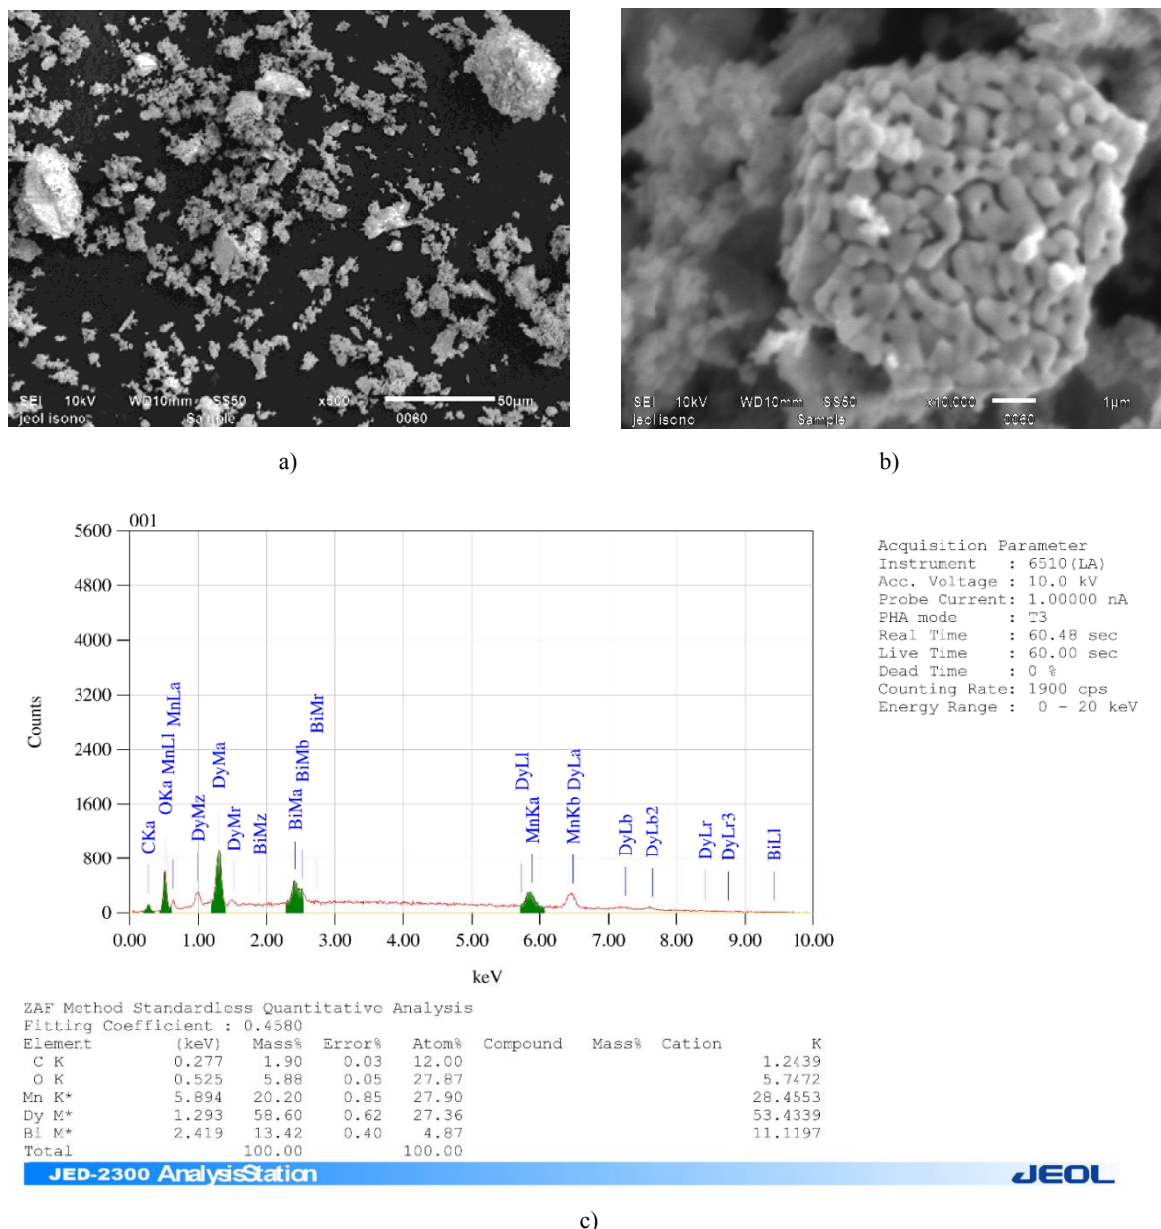 SEI 10kV WD10mm SS50 x500 50µm
jeol isono Sample 0060
SEI 10kV WD10mm SS50 x10,000 1µm
jeol isono Sample 0060
a) b)
001
5600
4800
4000
3200
2400
1600
800
0
Counts
CKa
OKa
MnLl
MnLa
DyMz
DyMa
DyMr
BiMz
BiMa
BiMb
BiMr
DyLl
MnKa
MnKb
DyLa
DyLb
DyLb2
DyLr
DyLr3
BiLl
0.00 1.00 2.00 3.00 4.00 5.00 6.00 7.00 8.00 9.00 10.00
keV
Acquisition Parameter
Instrument : 6510(LA)
Acc. Voltage : 10.0 kV
Probe Current: 1.00000 nA
PHA mode : T3
Real Time : 60.48 sec
Live Time : 60.00 sec
Dead Time : 0 %
Counting Rate: 1900 cps
Energy Range : 0 - 20 keV
ZAF Method Standardless Quantitative Analysis
Fitting Coefficient : 0.4580
Element (keV) Mass% Error% Atom% Compound Mass% Cation K
C K 0.277 1.90 0.03 12.00 1.2439
O K 0.525 5.88 0.05 27.87 5.7472
Mn K* 5.894 20.20 0.85 27.90 28.4553
Dy M* 1.293 58.60 0.62 27.36 53.4339
Bi M* 2.419 13.42 0.40 4.87 11.1197
Total 100.00 100.00
JED-2300 AnalysisStation JEOL
c)